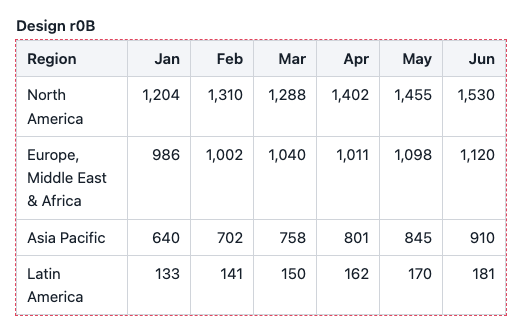 Design r0B
Region Jan Feb Mar Apr May Jun
North America 1,204 1,310 1,288 1,402 1,455 1,530
Europe, Middle East & Africa 986 1,002 1,040 1,011 1,098 1,120
Asia Pacific 640 702 758 801 845 910
Latin America 133 141 150 162 170 181